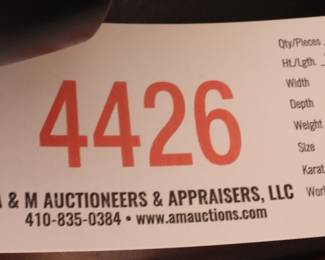 4426
& M AUCTIONEERS & APPRAISERS, LLC
410-835-0384 • www.amauctions.com
Qty/Pieces
Ht./Lgth.
Width
Depth
Weight
Size
Karat
Wor